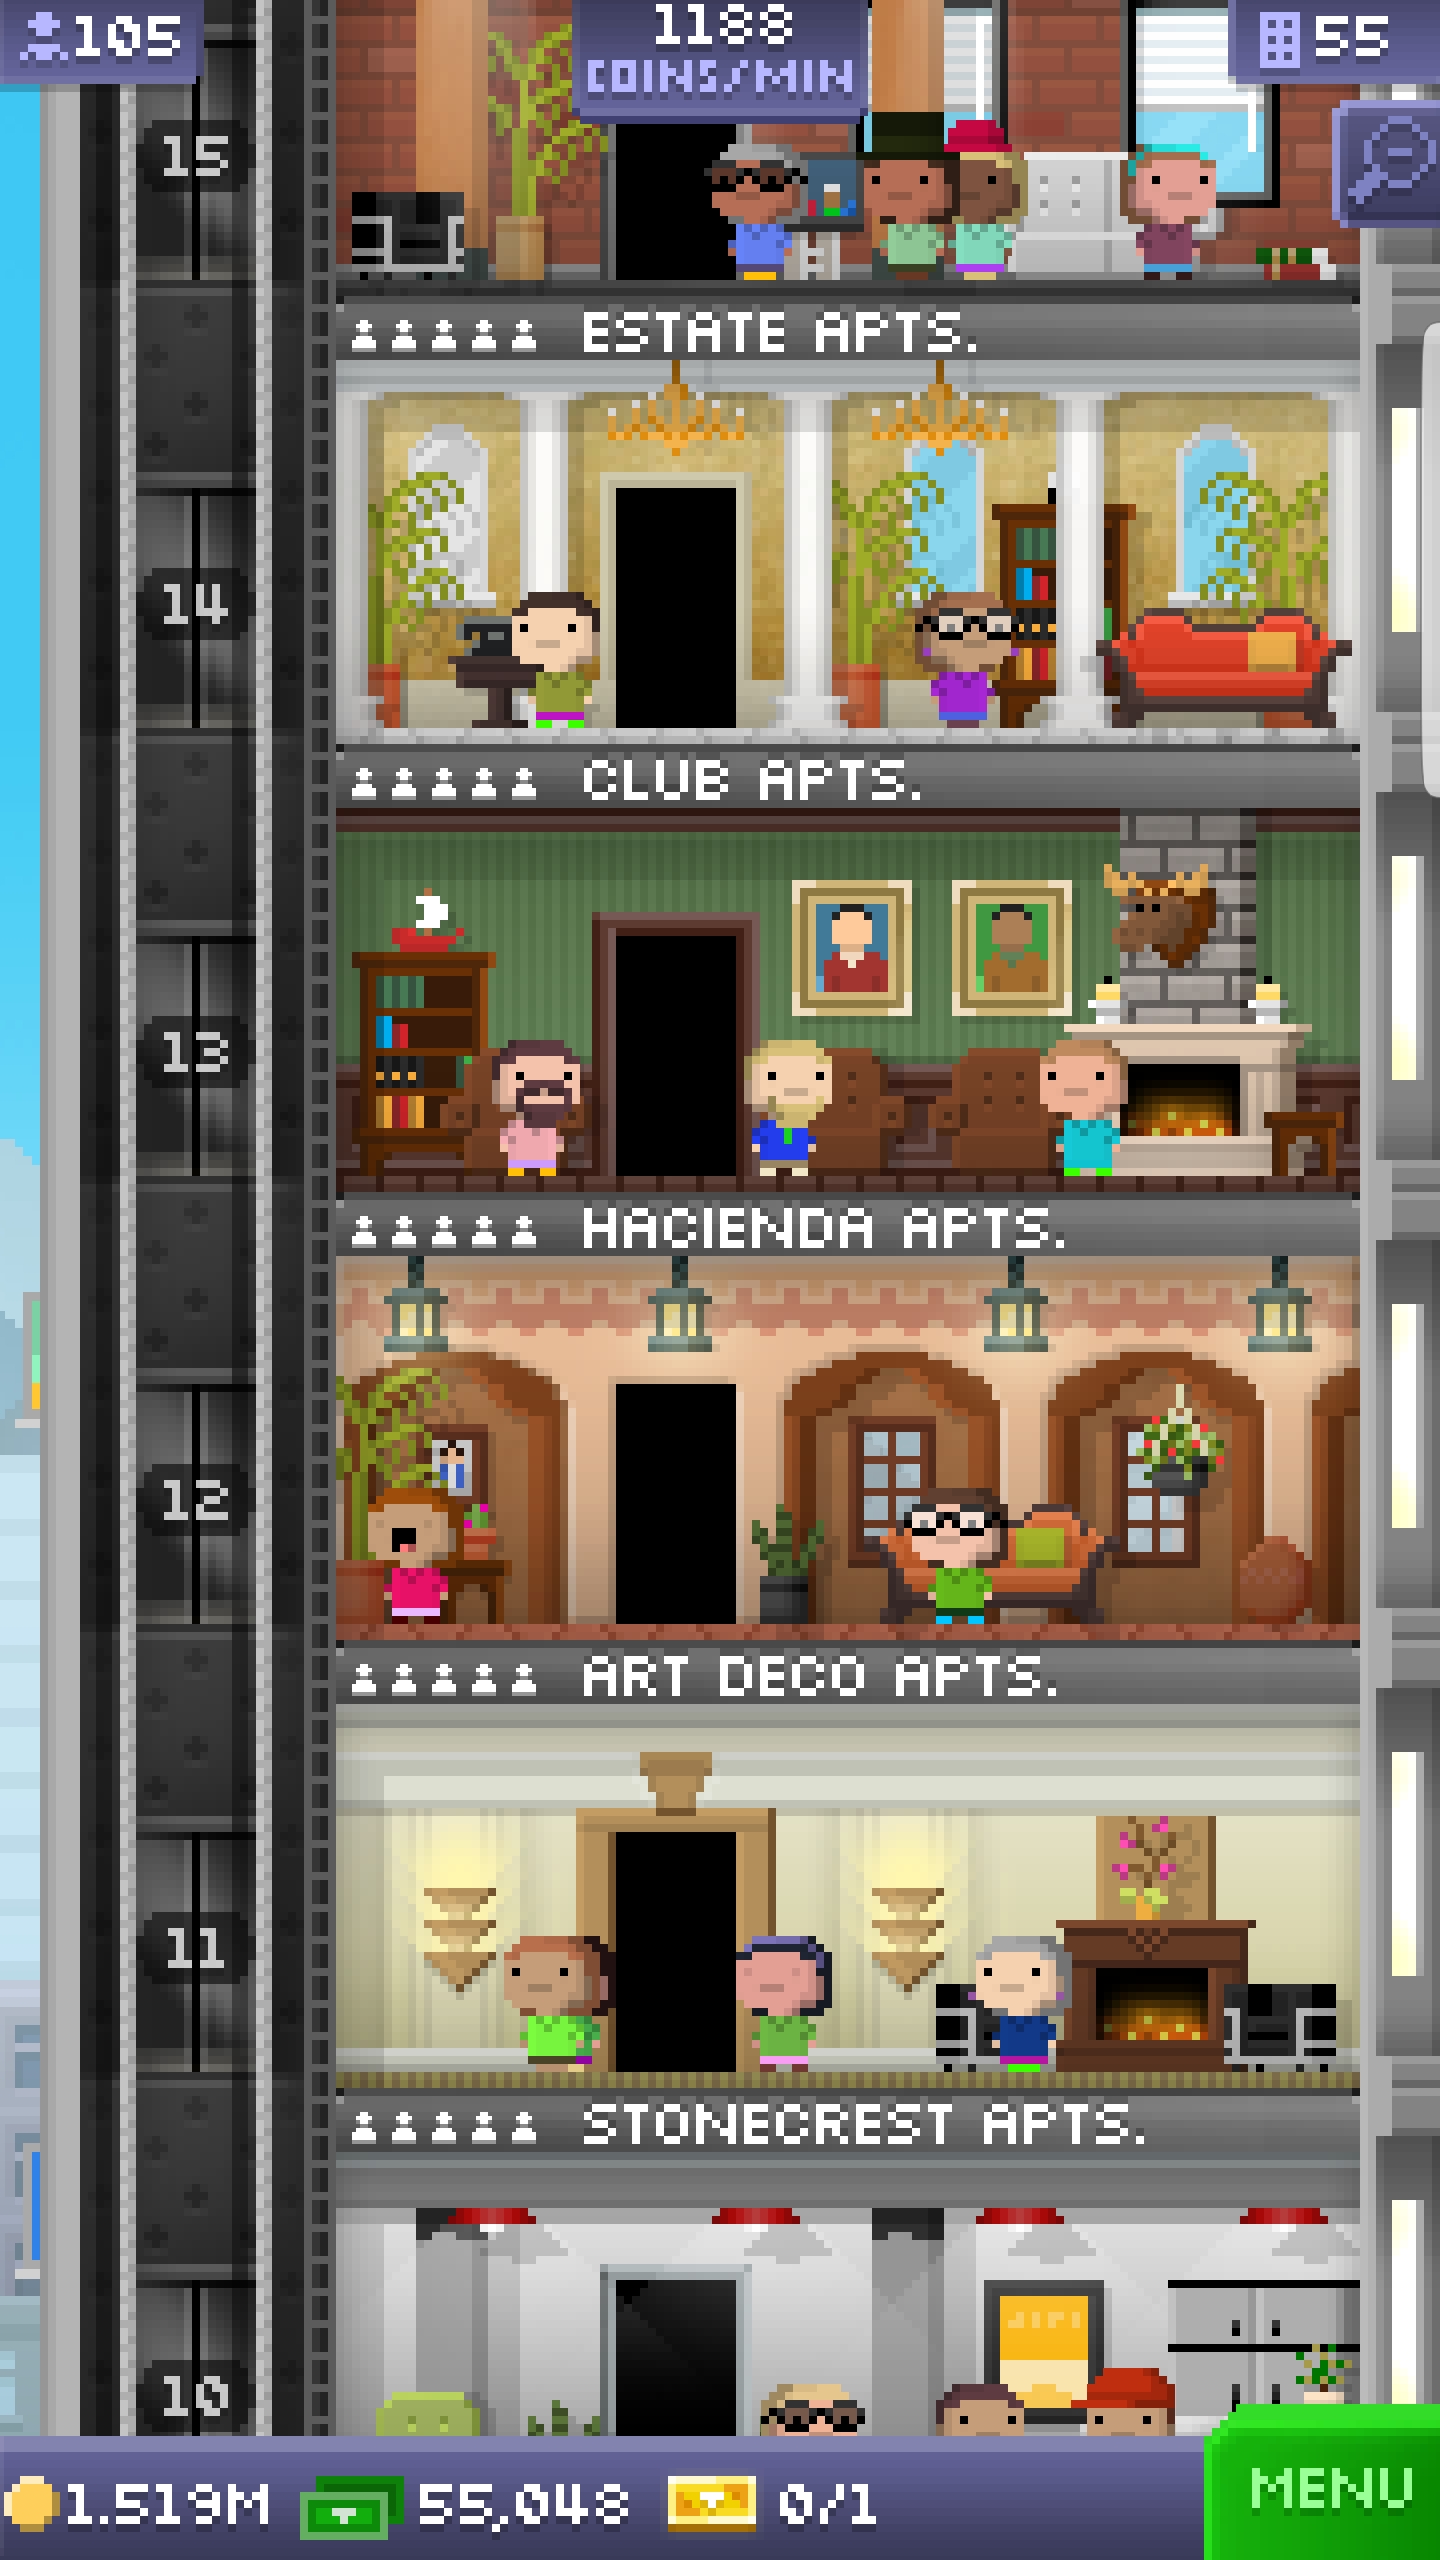 105
1188
COINS/MIN
55
15
ESTATE APTS.
14
CLUB APTS.
13
HACIENDA APTS.
12
ART DECO APTS.
11
STONECREST APTS.
10
1.519M
55,048
0/1
MENU